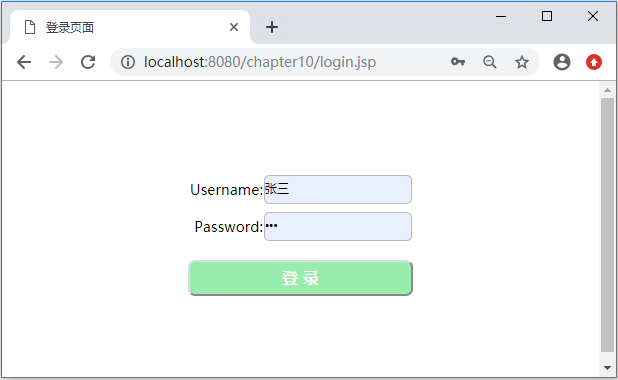 登录页面
localhost:8080/chapter10/login.jsp
Username:张三
Password:•••
登 录